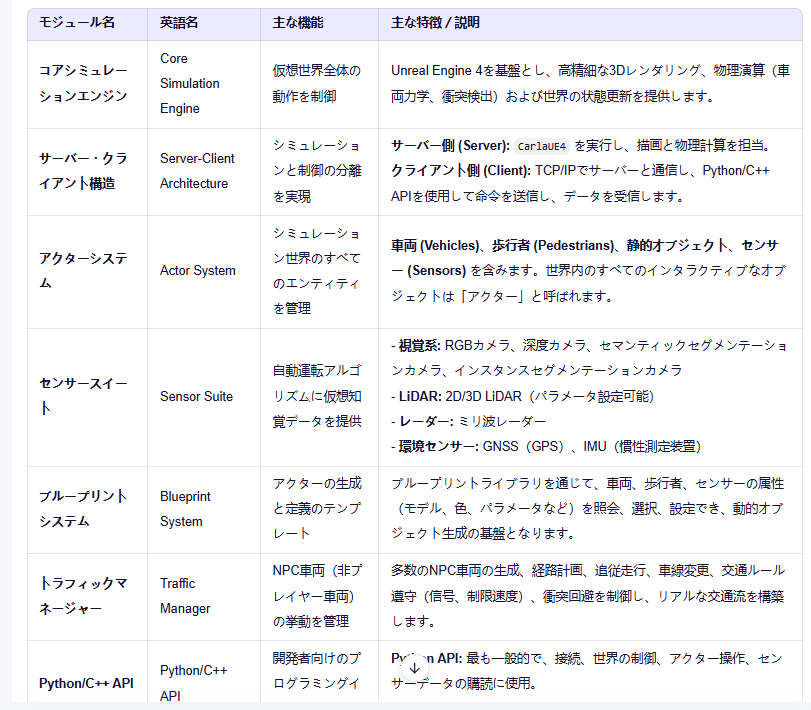 モジュール名 英語名 主な機能 主な特徴 / 説明
コアシミュレー
ションエンジン
Core
Simulation
Engine
仮想世界全体の
動作を制御
Unreal Engine 4を基盤とし、高精細な3Dレンダリング、物理演算（車
両力学、衝突検出）および世界の状態更新を提供します。
サーバー・クラ
イアント構造
Server-Client
Architecture
シミュレーショ
ンと制御の分離
を実現
サーバー側 (Server): CarlaUE4 を実行し、描画と物理計算を担当。
クライアント側 (Client): TCP/IPでサーバーと通信し、Python/C++
APIを使用して命令を送信し、データを受信します。
アクターシステ
ム
Actor System
シミュレーショ
ン世界のすべて
のエンティティ
を管理
車両 (Vehicles)、歩行者 (Pedestrians)、静的オブジェクト、センサ
ー (Sensors) を含みます。世界内のすべてのインタラクティブなオブ
ジェクトは「アクター」と呼ばれます。
センサースイー
ト
Sensor Suite
自動運転アルゴ
リズムに仮想知
覚データを提供
- 視覚系: RGBカメラ、深度カメラ、セマンティックセグメンテーショ
ンカメラ、インスタンスセグメンテーションカメラ
- LiDAR: 2D/3D LiDAR（パラメータ設定可能）
- レーダー: ミリ波レーダー
- 環境センサー: GNSS（GPS）、IMU（慣性測定装置）
ブループリント
システム
Blueprint
System
アクターの生成
と定義のテンプ
レート
ブループリントライブラリを通じて、車両、歩行者、センサーの属性
（モデル、色、パラメータなど）を照会、選択、設定でき、動的オブ
ジェクト生成の基盤となります。
トラフィックマ
ネージャー
Traffic
Manager
NPC車両（非プ
レイヤー車両）
の挙動を管理
多数のNPC車両の生成、経路計画、追従走行、車線変更、交通ルール
遵守（信号、制限速度）、衝突回避を制御し、リアルな交通流を構築
します。
Python/C++ API
Python/C++
API
開発者向けのプ
ログラミングイ
Python API: 最も一般的で、接続、世界の制御、アクター操作、セン
サーデータの購読に使用。